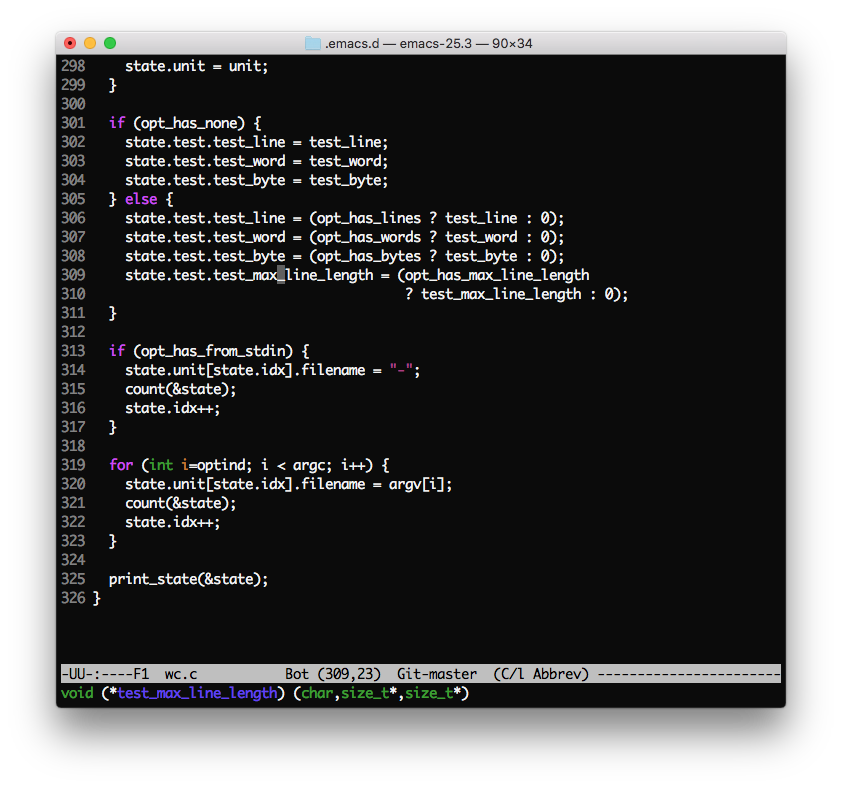 .emacs.d — emacs-25.3 — 90×34
298     state.unit = unit;
299   }
300
301   if (opt_has_none) {
302     state.test.test_line = test_line;
303     state.test.test_word = test_word;
304     state.test.test_byte = test_byte;
305   } else {
306     state.test.test_line = (opt_has_lines ? test_line : 0);
307     state.test.test_word = (opt_has_words ? test_word : 0);
308     state.test.test_byte = (opt_has_bytes ? test_byte : 0);
309     state.test.test_max_line_length = (opt_has_max_line_length
310                                        ? test_max_line_length : 0);
311   }
312
313   if (opt_has_from_stdin) {
314     state.unit[state.idx].filename = "-";
315     count(&state);
316     state.idx++;
317   }
318
319   for (int i=optind; i < argc; i++) {
320     state.unit[state.idx].filename = argv[i];
321     count(&state);
322     state.idx++;
323   }
324
325   print_state(&state);
326 }
-UU-:----F1  wc.c           Bot (309,23)  Git-master  (C/l Abbrev) -----------------------
void (*test_max_line_length) (char,size_t*,size_t*)